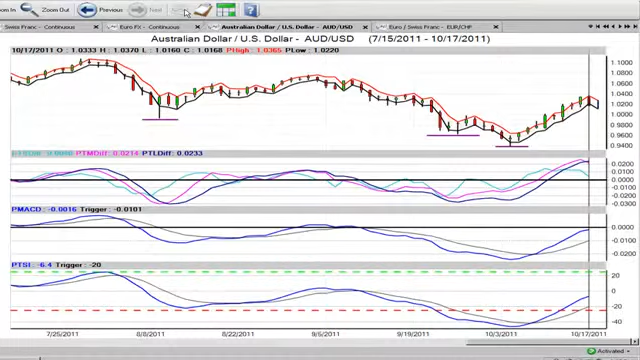 Zoom Out Previous Next
Swiss Franc - Continuous Euro FX - Continuous Australian Dollar / U.S. Dollar - AUD/USD Euro / Swiss Franc - EUR/CHF
Australian Dollar / U.S. Dollar - AUD/USD (7/15/2011 - 10/17/2011)
10/17/2011 O : 1.0333 H : 1.0370 L : 1.0160 C : 1.0168 PHigh : 1.0365 PLow : 1.0220
1.0800
1.0600
1.0400
1.0200
1.0000
0.9800
0.9600
0.9400
PTMDiff : 0.0214 PTLDiff : 0.0233
0.0200
0.0100
0.0000
-0.0100
-0.0200
-0.0300
PMACD : -0.0016 Trigger : -0.0101
0.0000
-0.0100
-0.0200
PTSI : -6.4 Trigger : -20
20
0
-20
-40
7/25/2011 8/8/2011 8/22/2011 9/5/2011 9/19/2011 10/3/2011 10/17/2011
Activated